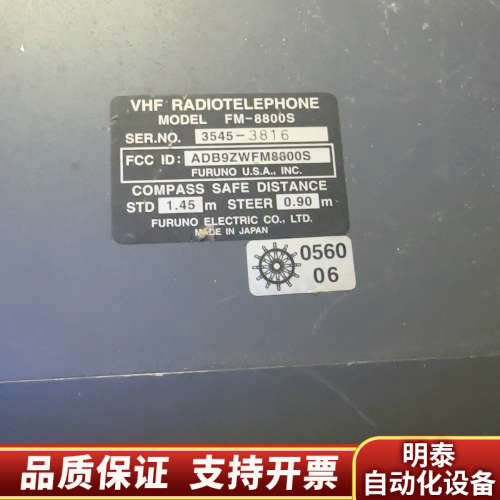 VHF RADIOTELEPHONE
MODEL FM-8800S
SER.NO. 3545-3816
FCC ID: ADB9ZWFM8800S
FURUNO U.S.A., INC.
COMPASS SAFE DISTANCE
STD 1.45 m STEER 0.90 m
FURUNO ELECTRIC CO., LTD.
MADE IN JAPAN
0560
06
品质保证 支持开票
明泰
自动化设备